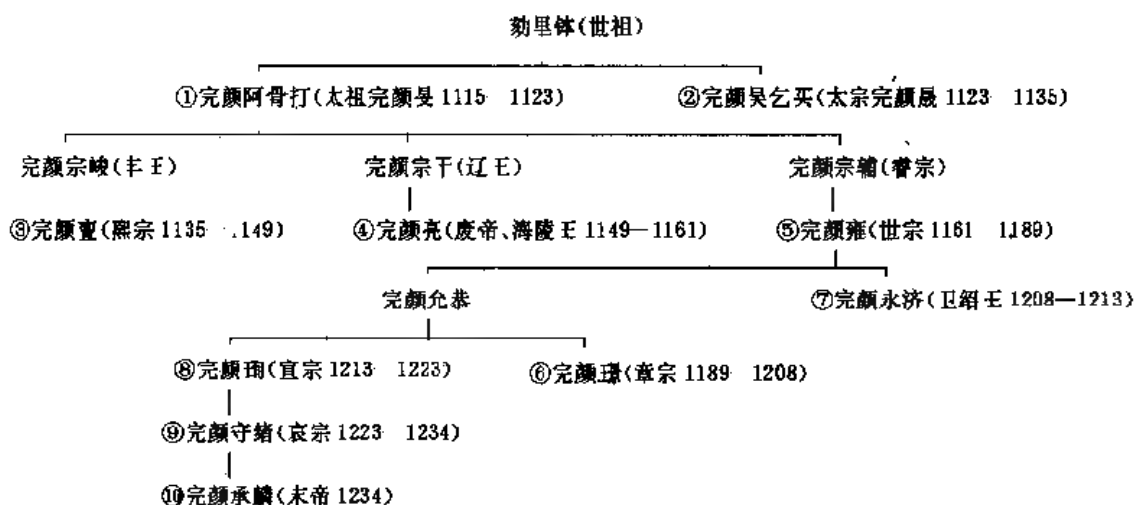 劾里钵(世祖)
①完颜阿骨打(太祖完颜旻 1115 1123) ②完颜吴乞买(太宗完颜晟 1123 1135)
完颜宗峻(丰王) 完颜宗干(辽王) 完颜宗辅(睿宗)
③完颜亶(熙宗 1135 1149) ④完颜亮(废帝、海陵王 1149—1161) ⑤完颜雍(世宗 1161 1189)
完颜允恭 ⑦完颜永济(卫绍王 1208—1213)
⑧完颜珣(宣宗 1213 1223) ⑥完颜璟(章宗 1189 1208)
⑨完颜守绪(哀宗 1223 1234)
⑩完颜承麟(末帝 1234)